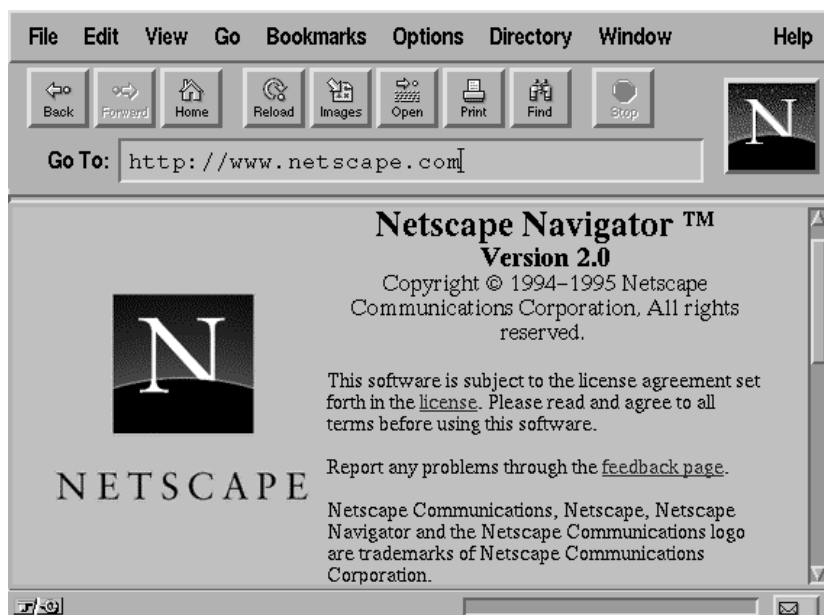 File Edit View Go Bookmarks Options Directory Window Help
Back Forward Home Reload Images Open Print Find Stop
N
Go To: http://www.netscape.com
Netscape Navigator ™
Version 2.0
Copyright © 1994–1995 Netscape
Communications Corporation, All rights
reserved.
N
NETSCAPE
This software is subject to the license agreement set
forth in the license. Please read and agree to all
terms before using this software.
Report any problems through the feedback page.
Netscape Communications, Netscape, Netscape
Navigator and the Netscape Communications logo
are trademarks of Netscape Communications
Corporation.